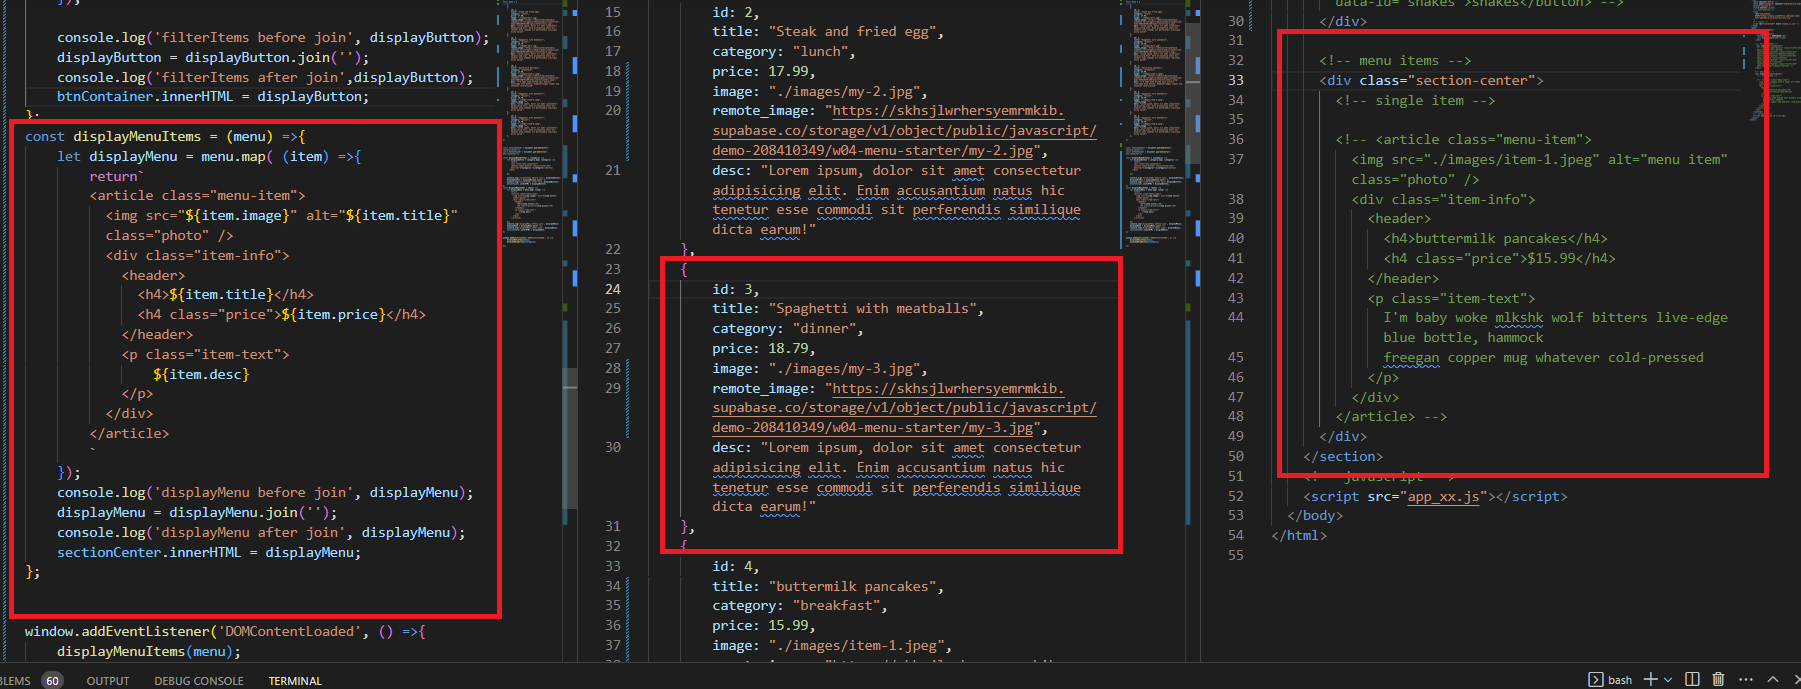 });
console.log('filterItems before join', displayButton);
displayButton = displayButton.join('');
console.log('filterItems after join',displayButton);
btnContainer.innerHTML = displayButton;
};
const displayMenuItems = (menu) =>{
let displayMenu = menu.map( (item) =>{
return`
<article class="menu-item">
<img src="${item.image}" alt="${item.title}"
class="photo" />
<div class="item-info">
<header>
<h4>${item.title}</h4>
<h4 class="price">${item.price}</h4>
</header>
<p class="item-text">
${item.desc}
</p>
</div>
</article>
`
});
console.log('displayMenu before join', displayMenu);
displayMenu = displayMenu.join('');
console.log('displayMenu after join', displayMenu);
sectionCenter.innerHTML = displayMenu;
};
window.addEventListener('DOMContentLoaded', () =>{
displayMenuItems(menu);
15 id: 2,
16 title: "Steak and fried egg",
17 category: "lunch",
18 price: 17.99,
19 image: "./images/my-2.jpg",
20 remote_image: "https://skhsjlwrhersyemrmkib.
supabase.co/storage/v1/object/public/javascript/
demo-208410349/w04-menu-starter/my-2.jpg",
21 desc: "Lorem ipsum, dolor sit amet consectetur
adipisicing elit. Enim accusantium natus hic
tenetur esse commodi sit perferendis similique
dicta earum!"
22 },
23 {
24 id: 3,
25 title: "Spaghetti with meatballs",
26 category: "dinner",
27 price: 18.79,
28 image: "./images/my-3.jpg",
29 remote_image: "https://skhsjlwrhersyemrmkib.
supabase.co/storage/v1/object/public/javascript/
demo-208410349/w04-menu-starter/my-3.jpg",
30 desc: "Lorem ipsum, dolor sit amet consectetur
adipisicing elit. Enim accusantium natus hic
tenetur esse commodi sit perferendis similique
dicta earum!"
31 },
32 {
33 id: 4,
34 title: "buttermilk pancakes",
35 category: "breakfast",
36 price: 15.99,
37 image: "./images/item-1.jpeg",
data-id="shakes">shakes</button> -->
30 </div>
31
32 <!-- menu items -->
33 <div class="section-center">
34 <!-- single item -->
35
36 <!-- <article class="menu-item">
37 <img src="./images/item-1.jpeg" alt="menu item"
class="photo" />
38 <div class="item-info">
39 <header>
40 <h4>buttermilk pancakes</h4>
41 <h4 class="price">$15.99</h4>
42 </header>
43 <p class="item-text">
44 I'm baby woke mlkshk wolf bitters live-edge
blue bottle, hammock
45 freegan copper mug whatever cold-pressed
46 </p>
47 </div>
48 </article> -->
49 </div>
50 </section>
51 javascript
52 <script src="app_xx.js"></script>
53 </body>
54 </html>
55
BLEMS 60 OUTPUT DEBUG CONSOLE TERMINAL bash